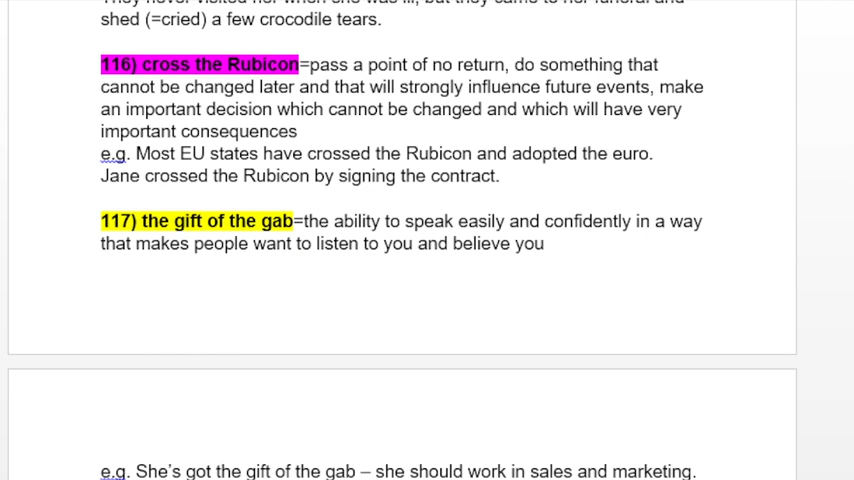 shed (=cried) a few crocodile tears.
116) cross the Rubicon=pass a point of no return, do something that
cannot be changed later and that will strongly influence future events, make
an important decision which cannot be changed and which will have very
important consequences
e.g. Most EU states have crossed the Rubicon and adopted the euro.
Jane crossed the Rubicon by signing the contract.
117) the gift of the gab=the ability to speak easily and confidently in a way
that makes people want to listen to you and believe you
e.g. She's got the gift of the gab – she should work in sales and marketing.